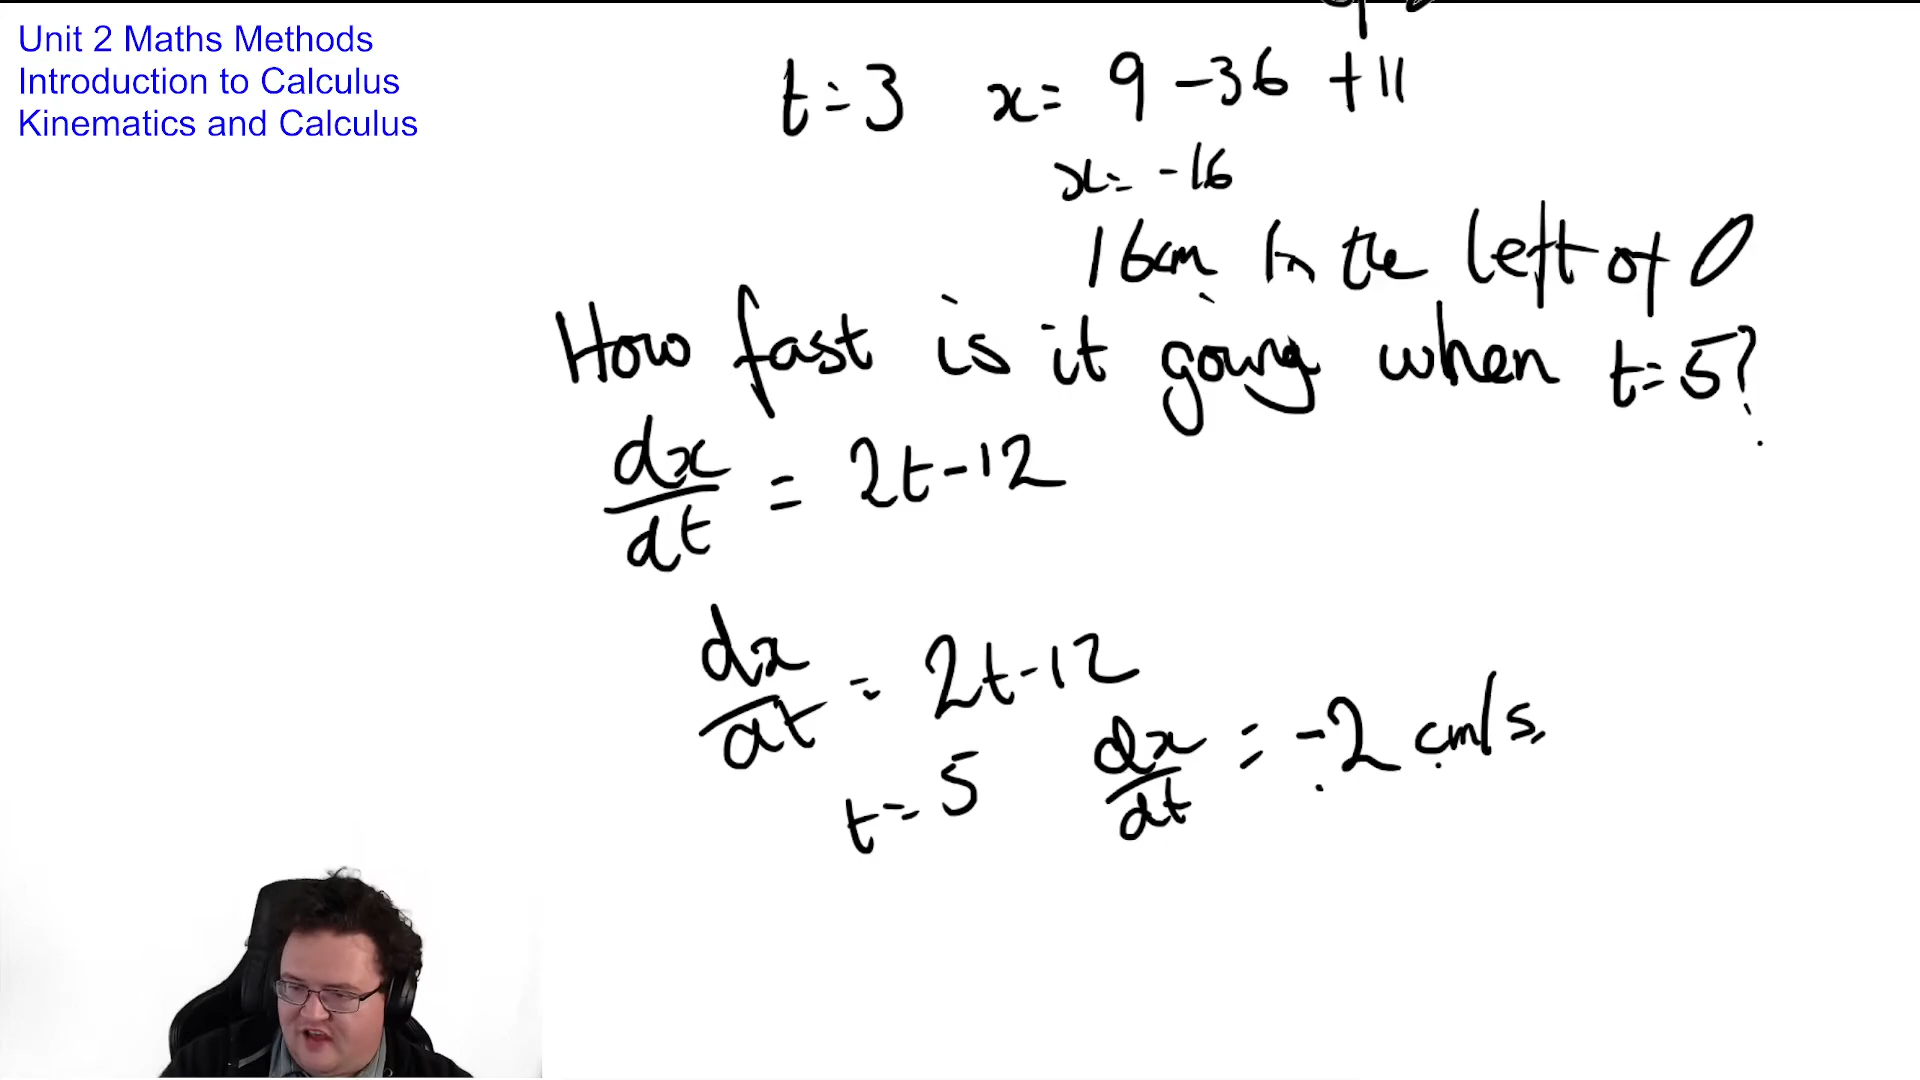 Unit 2 Maths Methods
Introduction to Calculus
Kinematics and Calculus
t=3 x= 9 -36 +11
x= -16
16cm to the left of 0
How fast is it going when t=5?
dx/dt = 2t-12
dx/dt = 2t-12
t= 5 dx/dt = -2 cm/s.